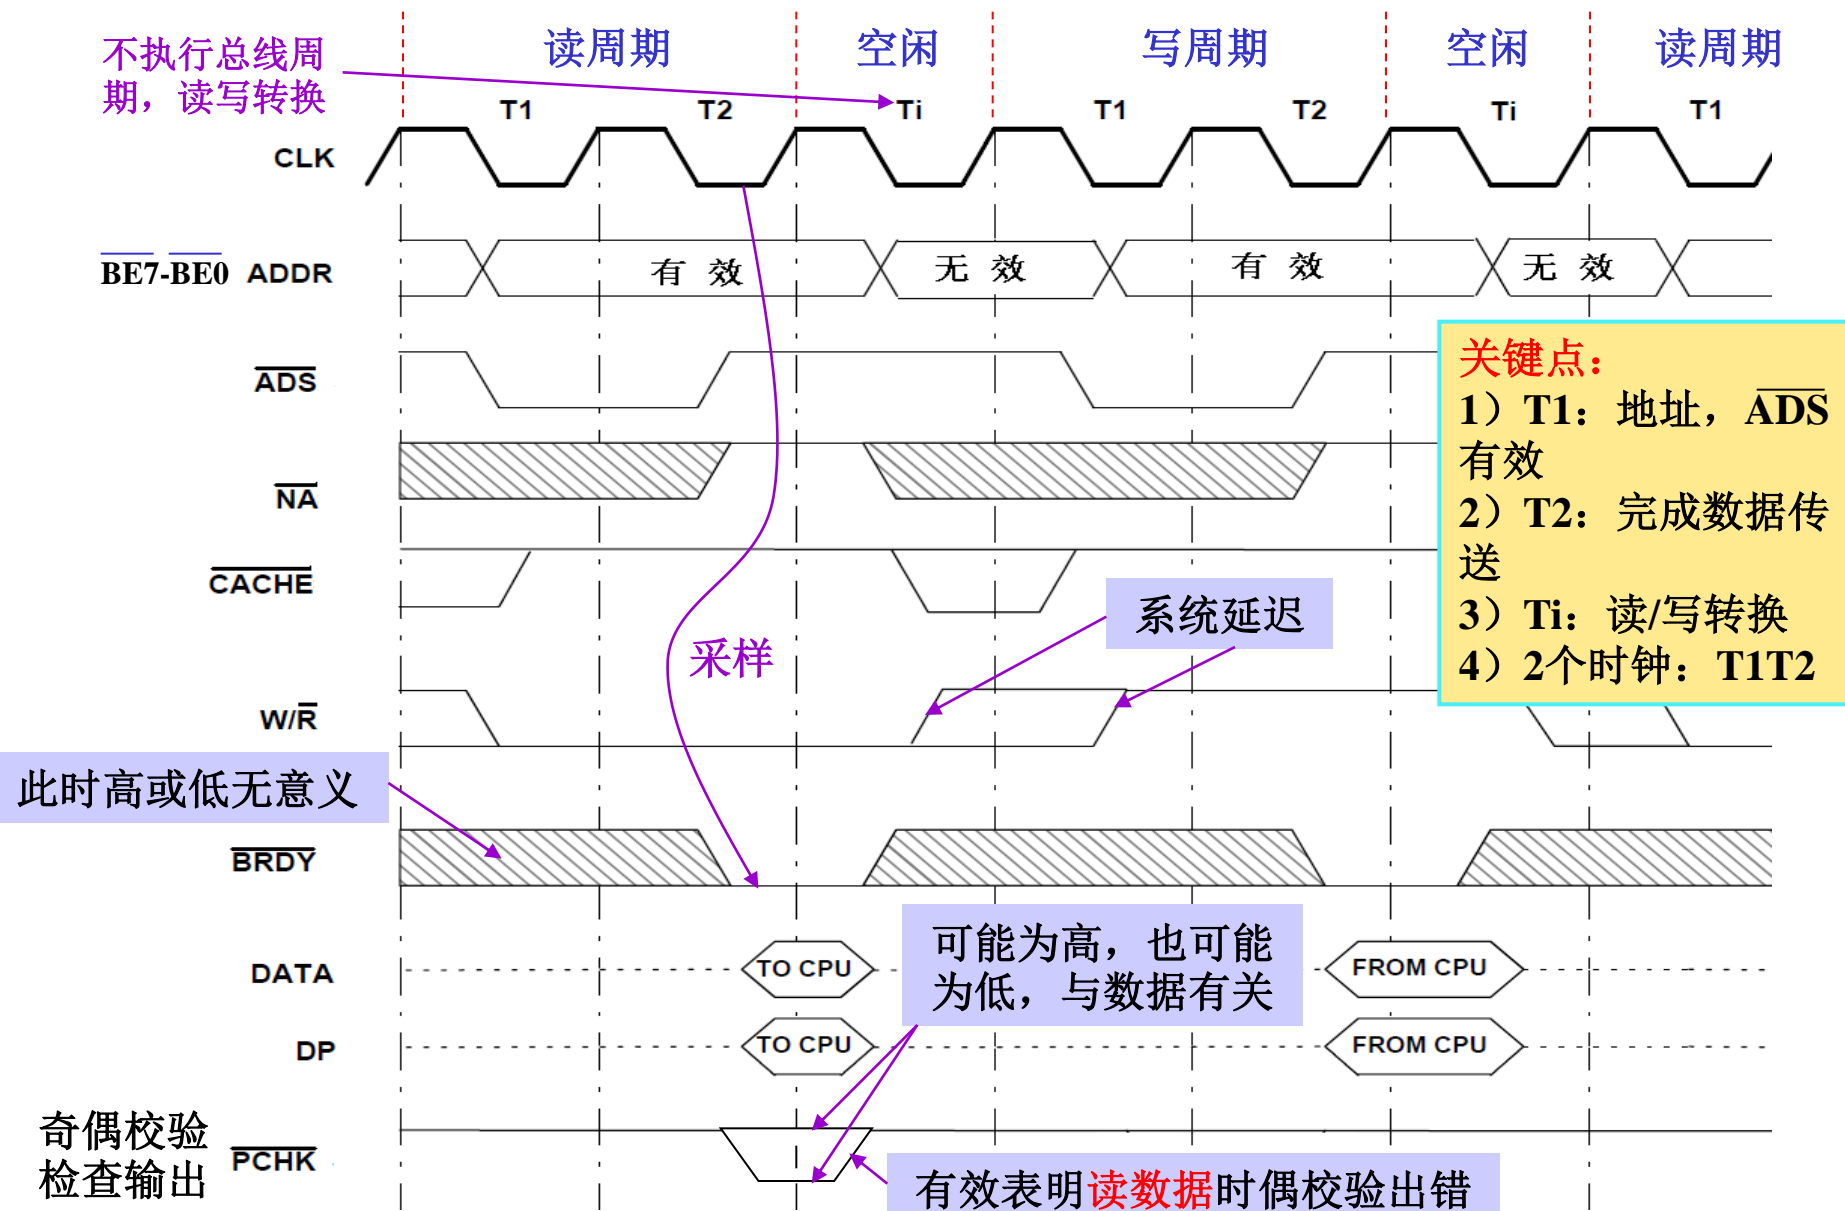 不执行总线周
期，读写转换
读周期 空闲 写周期 空闲 读周期
T1 T2 Ti T1 T2 Ti T1
CLK
BE7-BE0 ADDR
有 效 无 效 有 效 无 效
ADS
NA
CACHE
采样
系统延迟
W/R
此时高或低无意义
BRDY
关键点：
1）T1：地址，ADS
有效
2）T2：完成数据传
送
3）Ti：读/写转换
4）2个时钟：T1T2
可能为高，也可能
为低，与数据有关
DATA TO CPU FROM CPU
DP TO CPU FROM CPU
奇偶校验
检查输出
PCHK
有效表明读数据时偶校验出错